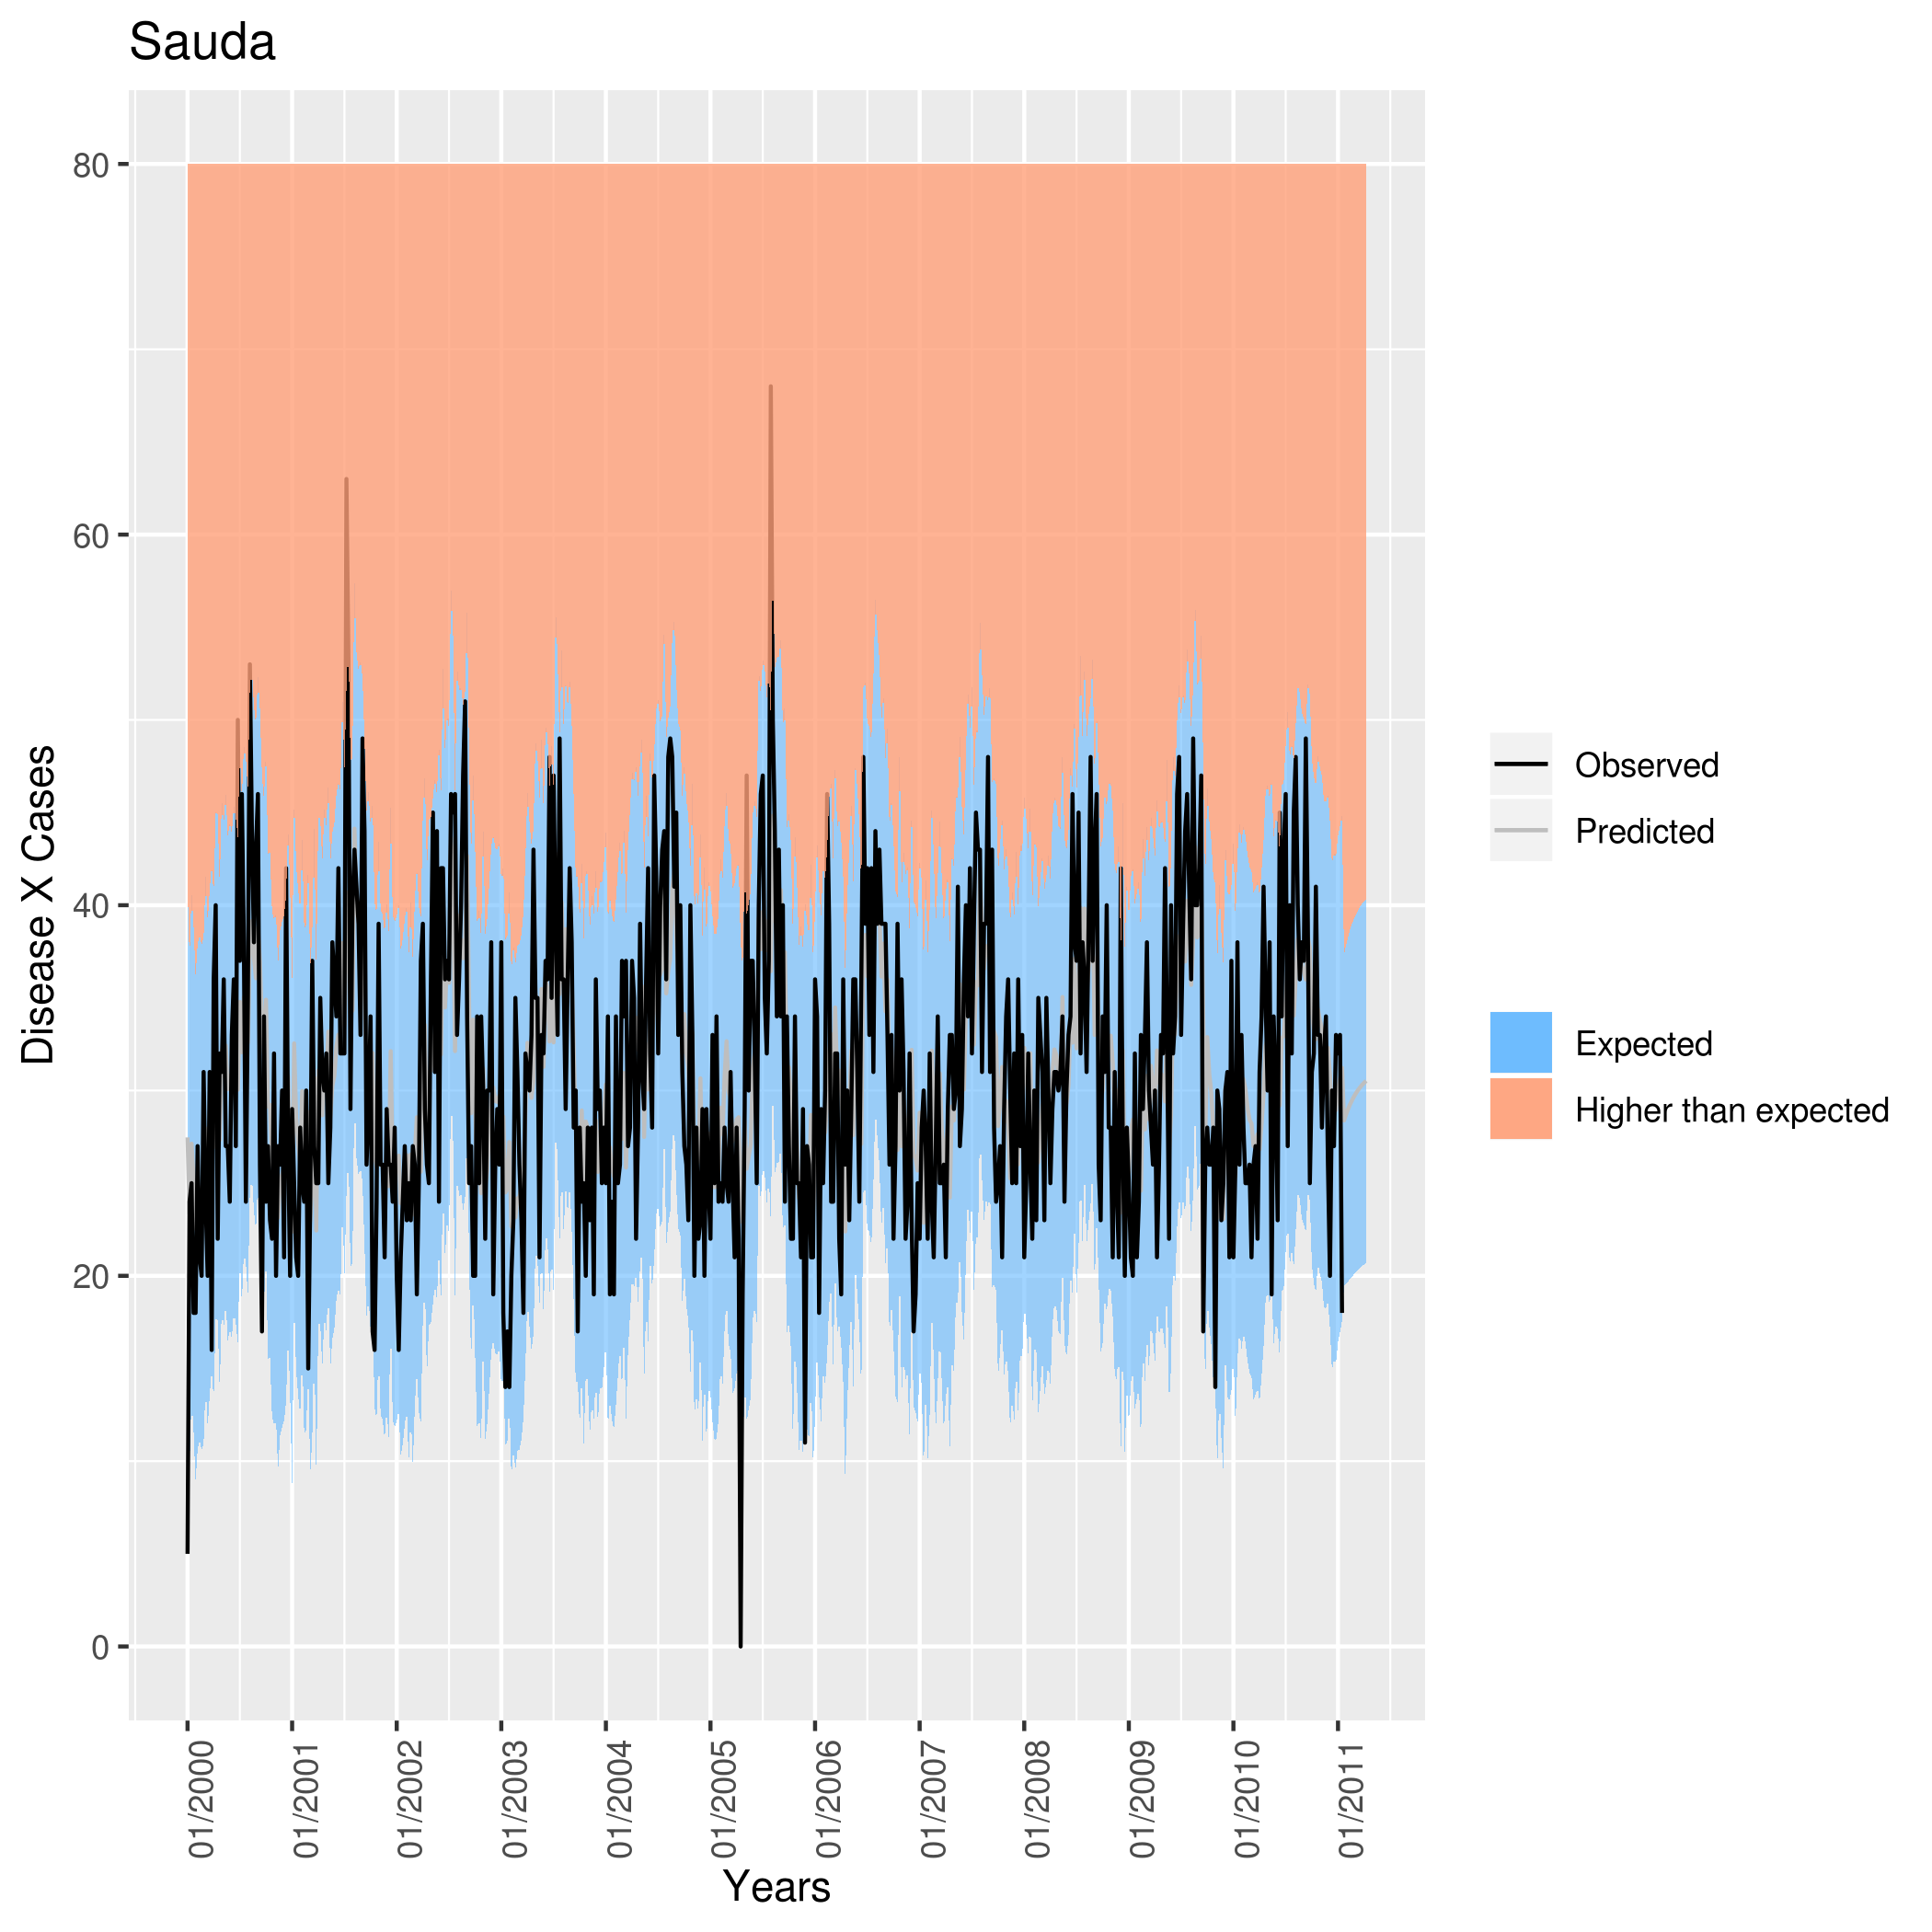 Sauda
Disease X Cases
80
60
40
20
0
01/2000
01/2001
01/2002
01/2003
01/2004
01/2005
01/2006
01/2007
01/2008
01/2009
01/2010
01/2011
Years
Observed
Predicted
Expected
Higher than expected